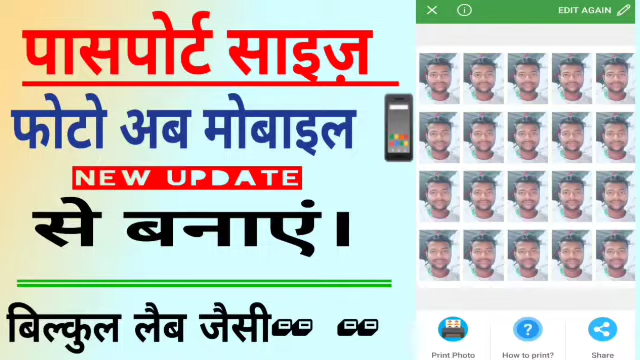 पासपोर्ट साइज़
फोटो अब मोबाइल
NEW UPDATE
से बनाएं।
बिल्कुल लैब जैसी
EDIT AGAIN
Print Photo
How to print?
Share